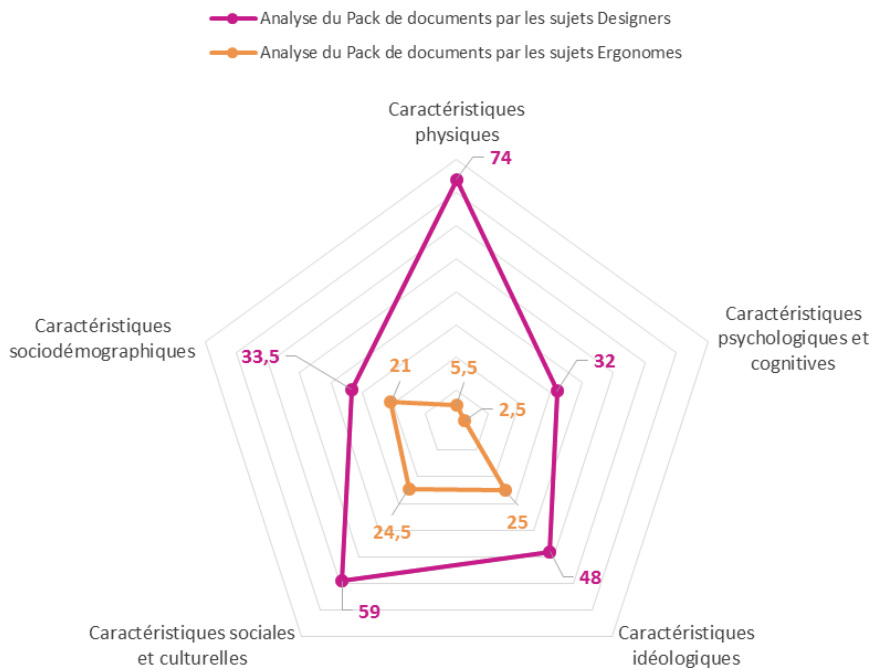 Analyse du Pack de documents par les sujets Designers
Analyse du Pack de documents par les sujets Ergonomes
Caractéristiques
physiques
74
Caractéristiques
psychologiques et
cognitives
Caractéristiques
sociodémographiques
33,5
32
21
5,5
2,5
24,5
25
48
59
Caractéristiques sociales
et culturelles
Caractéristiques
idéologiques